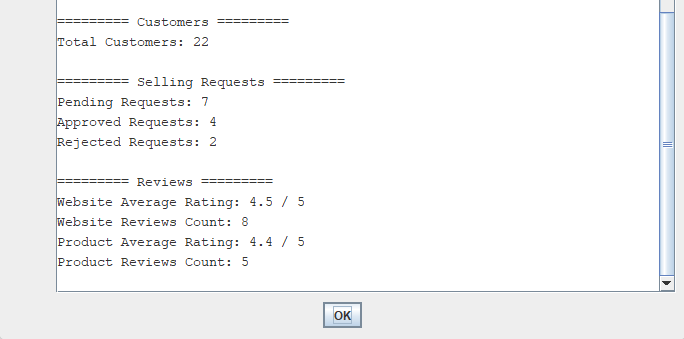 ========= Customers =========
Total Customers: 22
========= Selling Requests =========
Pending Requests: 7
Approved Requests: 4
Rejected Requests: 2
========= Reviews =========
Website Average Rating: 4.5 / 5
Website Reviews Count: 8
Product Average Rating: 4.4 / 5
Product Reviews Count: 5
OK